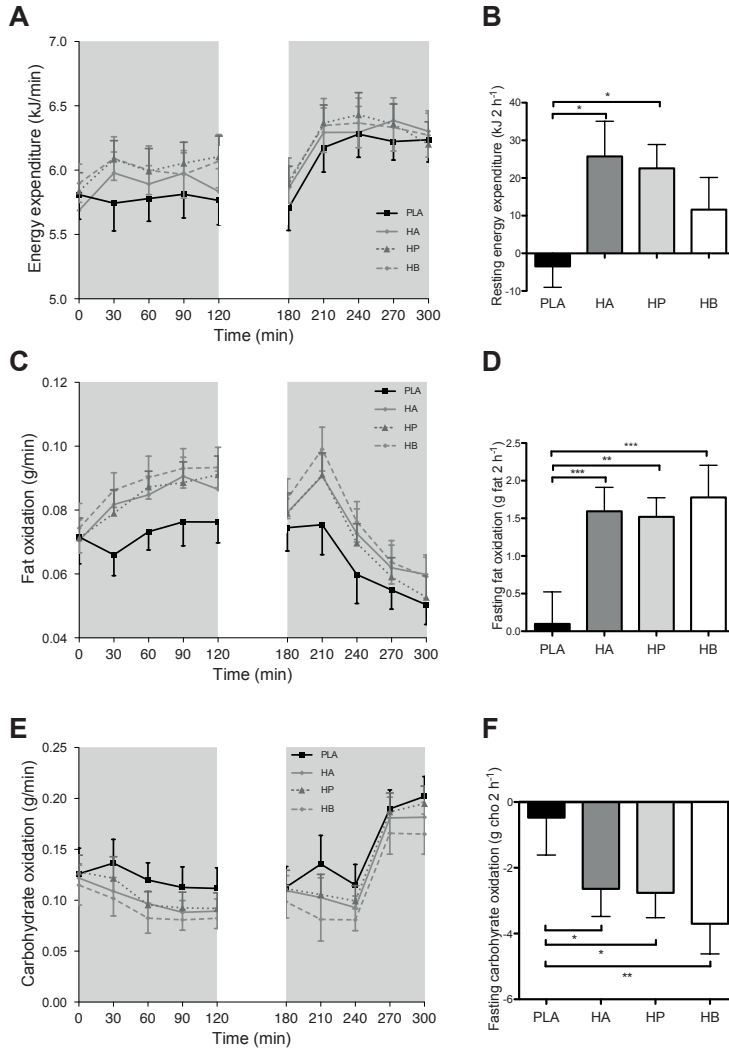 A
Energy expenditure (kJ/min)
7.0
6.5
6.0
5.5
5.0
PLA
HA
HP
HB
0 30 60 90 120 180 210 240 270 300
Time (min)
B
Resting energy expenditure (kJ 2 h-1)
40
30
20
10
0
-10
*
*
PLA HA HP HB
C
Fat oxidation (g/min)
0.12
0.10
0.08
0.06
0.04
PLA
HA
HP
HB
0 30 60 90 120 180 210 240 270 300
Time (min)
D
Fasting fat oxidation (g fat 2 h-1)
2.5
2.0
1.5
1.0
0.5
0.0
***
**
***
PLA HA HP HB
E
Carbohydrate oxidation (g/min)
0.25
0.20
0.15
0.10
0.05
0.00
PLA
HA
HP
HB
0 30 60 90 120 180 210 240 270 300
Time (min)
F
Fasting carbohyrate oxidation (g cho 2 h-1)
0
-2
-4
-6
*
*
**
PLA HA HP HB